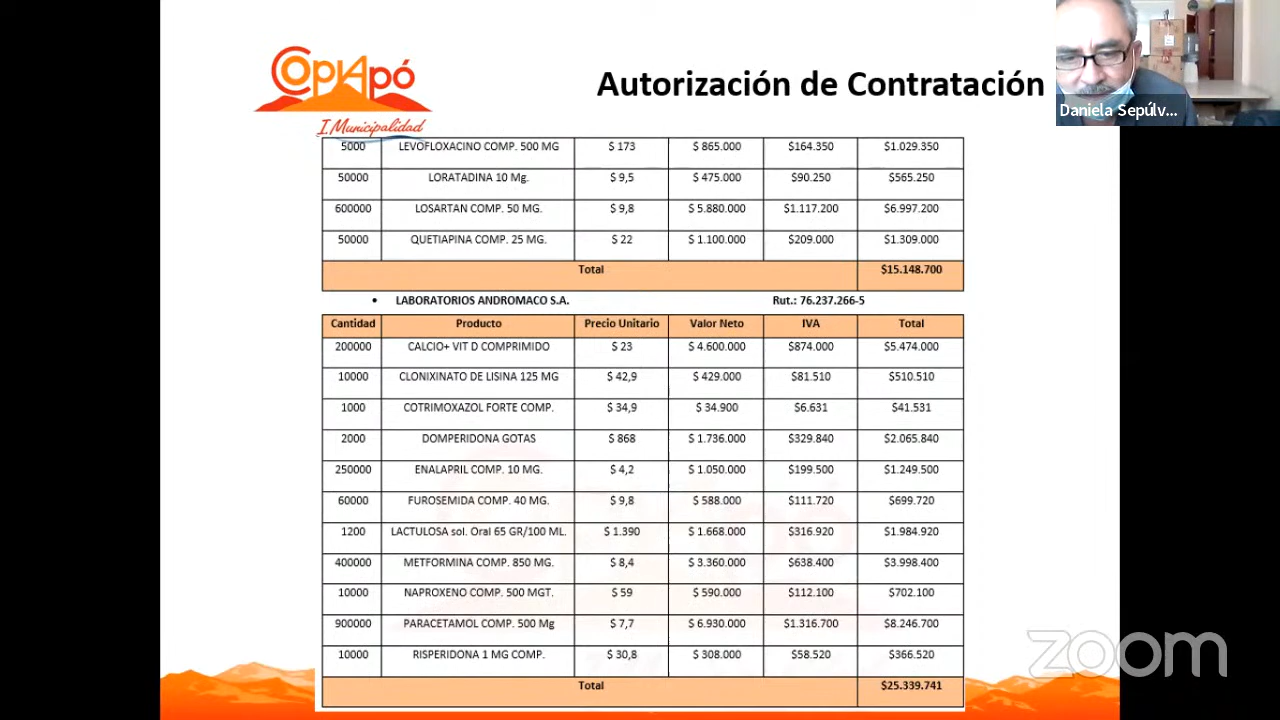 COPIAPÓ
I. Municipalidad
Autorización de Contratación
Daniela Sepúlv...
5000 LEVOFLOXACINO COMP. 500 MG $ 173 $ 865.000 $164.350 $1.029.350
50000 LORATADINA 10 Mg. $ 9,5 $ 475.000 $90.250 $565.250
600000 LOSARTAN COMP. 50 MG. $ 9,8 $ 5.880.000 $1.117.200 $6.997.200
50000 QUETIAPINA COMP. 25 MG. $ 22 $ 1.100.000 $209.000 $1.309.000
Total $15.148.700
• LABORATORIOS ANDROMACO S.A. Rut.: 76.237.266-5
Cantidad Producto Precio Unitario Valor Neto IVA Total
200000 CALCIO+ VIT D COMPRIMIDO $ 23 $ 4.600.000 $874.000 $5.474.000
10000 CLONIXINATO DE LISINA 125 MG $ 42,9 $ 429.000 $81.510 $510.510
1000 COTRIMOXAZOL FORTE COMP. $ 34,9 $ 34.900 $6.631 $41.531
2000 DOMPERIDONA GOTAS $ 868 $ 1.736.000 $329.840 $2.065.840
250000 ENALAPRIL COMP. 10 MG. $ 4,2 $ 1.050.000 $199.500 $1.249.500
60000 FUROSEMIDA COMP. 40 MG. $ 9,8 $ 588.000 $111.720 $699.720
1200 LACTULOSA sol. Oral 65 GR/100 ML. $ 1.390 $ 1.668.000 $316.920 $1.984.920
400000 METFORMINA COMP. 850 MG. $ 8,4 $ 3.360.000 $638.400 $3.998.400
10000 NAPROXENO COMP. 500 MGT. $ 59 $ 590.000 $112.100 $702.100
900000 PARACETAMOL COMP. 500 Mg $ 7,7 $ 6.930.000 $1.316.700 $8.246.700
10000 RISPERIDONA 1 MG COMP. $ 30,8 $ 308.000 $58.520 $366.520
Total $25.339.741
zoom